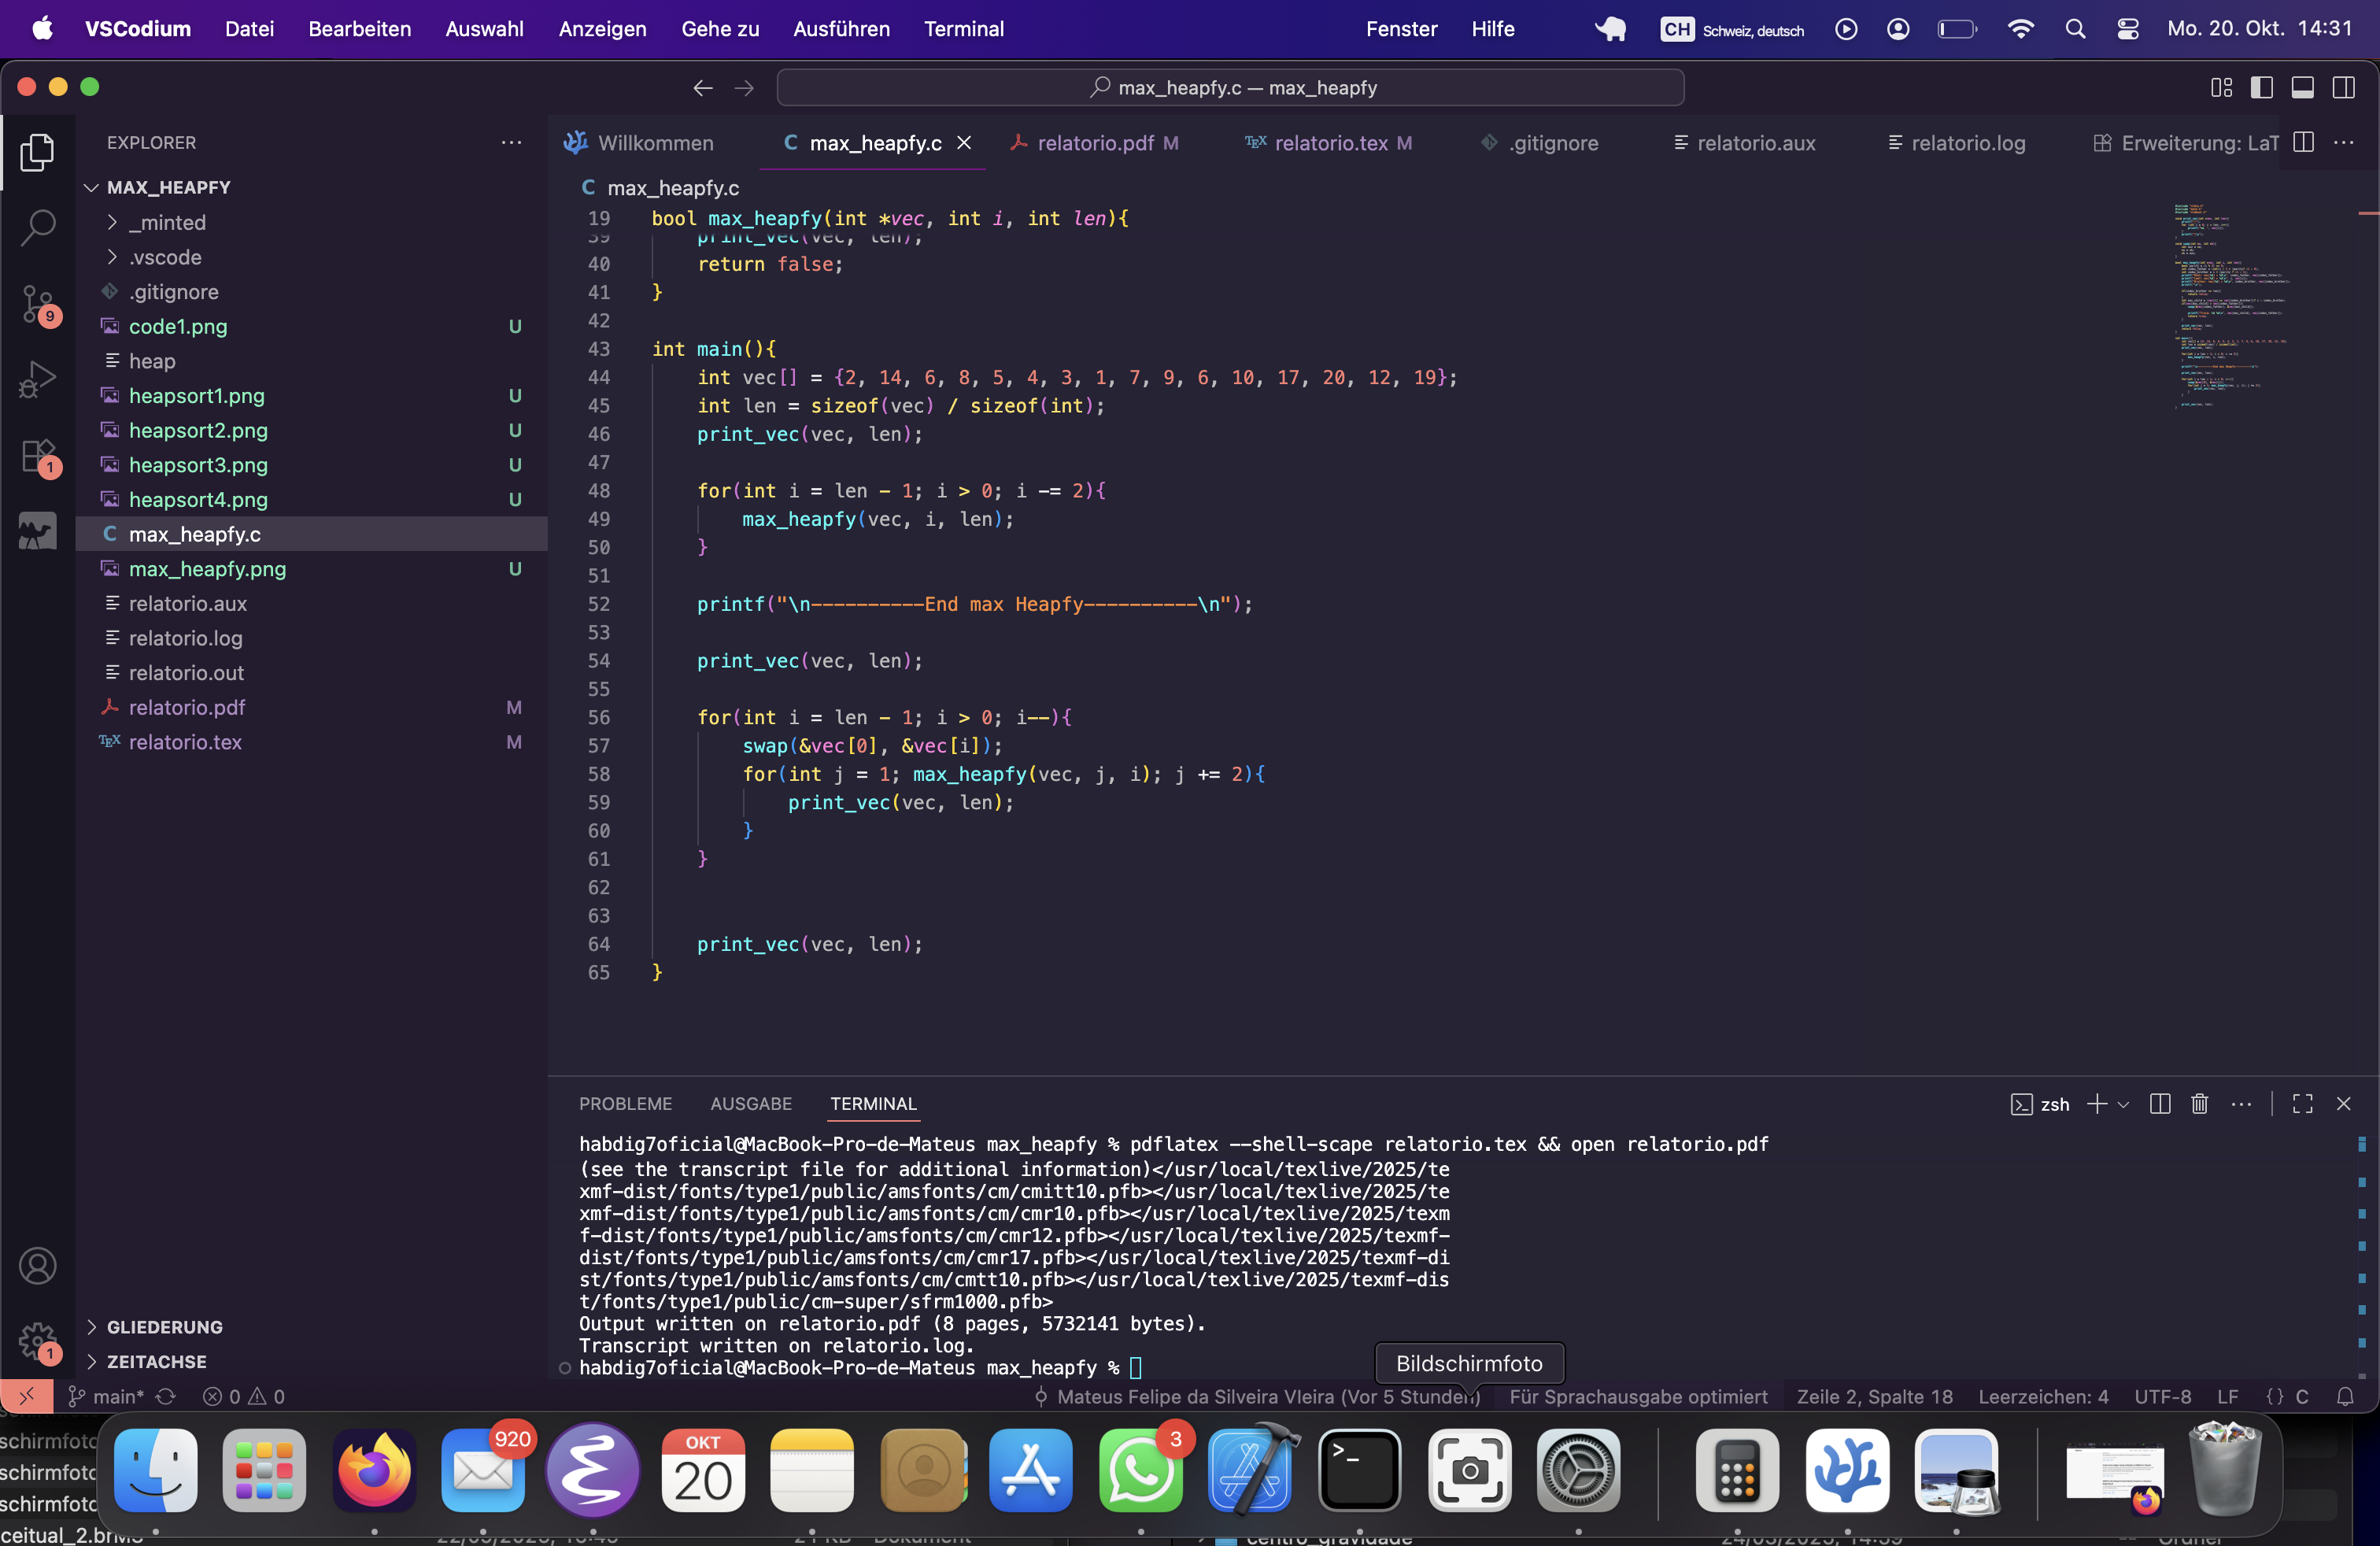 VSCodium Datei Bearbeiten Auswahl Anzeigen Gehe zu Ausführen Terminal Fenster Hilfe CH Schweiz, deutsch Mo. 20. Okt. 14:31
max_heapfy.c — max_heapfy
EXPLORER
Willkommen
C max_heapfy.c
relatorio.pdf M
TEX relatorio.tex M
.gitignore
relatorio.aux
relatorio.log
Erweiterung: LaT
MAX_HEAPFY
_minted
.vscode
.gitignore
code1.png U
heap
heapsort1.png U
heapsort2.png U
heapsort3.png U
heapsort4.png U
C max_heapfy.c
max_heapfy.png U
relatorio.aux
relatorio.log
relatorio.out
relatorio.pdf M
TEX relatorio.tex M
GLIEDERUNG
ZEITACHSE
9
1
1
C max_heapfy.c
19 bool max_heapfy(int *vec, int i, int len){
39 print_vec(vec, len);
40 return false;
41 }
42
43 int main(){
44 int vec[] = {2, 14, 6, 8, 5, 4, 3, 1, 7, 9, 6, 10, 17, 20, 12, 19};
45 int len = sizeof(vec) / sizeof(int);
46 print_vec(vec, len);
47
48 for(int i = len - 1; i > 0; i -= 2){
49 max_heapfy(vec, i, len);
50 }
51
52 printf("\n----------End max Heapfy----------\n");
53
54 print_vec(vec, len);
55
56 for(int i = len - 1; i > 0; i--){
57 swap(&vec[0], &vec[i]);
58 for(int j = 1; max_heapfy(vec, j, i); j += 2){
59 print_vec(vec, len);
60 }
61 }
62
63
64 print_vec(vec, len);
65 }
PROBLEME AUSGABE TERMINAL zsh
habdig7oficial@MacBook-Pro-de-Mateus max_heapfy % pdflatex --shell-scape relatorio.tex && open relatorio.pdf
(see the transcript file for additional information)</usr/local/texlive/2025/te
xmf-dist/fonts/type1/public/amsfonts/cm/cmitt10.pfb></usr/local/texlive/2025/te
xmf-dist/fonts/type1/public/amsfonts/cm/cmr10.pfb></usr/local/texlive/2025/texm
f-dist/fonts/type1/public/amsfonts/cm/cmr12.pfb></usr/local/texlive/2025/texmf-
dist/fonts/type1/public/amsfonts/cm/cmr17.pfb></usr/local/texlive/2025/texmf-di
st/fonts/type1/public/amsfonts/cm/cmtt10.pfb></usr/local/texlive/2025/texmf-dis
t/fonts/type1/public/cm-super/sfrm1000.pfb>
Output written on relatorio.pdf (8 pages, 5732141 bytes).
Transcript written on relatorio.log.
habdig7oficial@MacBook-Pro-de-Mateus max_heapfy %
Bildschirmfoto
main* 0 0 Mateus Felipe da Silveira VIeira (Vor 5 Stunden) Für Sprachausgabe optimiert Zeile 2, Spalte 18 Leerzeichen: 4 UTF-8 LF {} C
schirmfoto
schirmfoto
schirmfoto
920
OKT
20
3
centro_gravidade